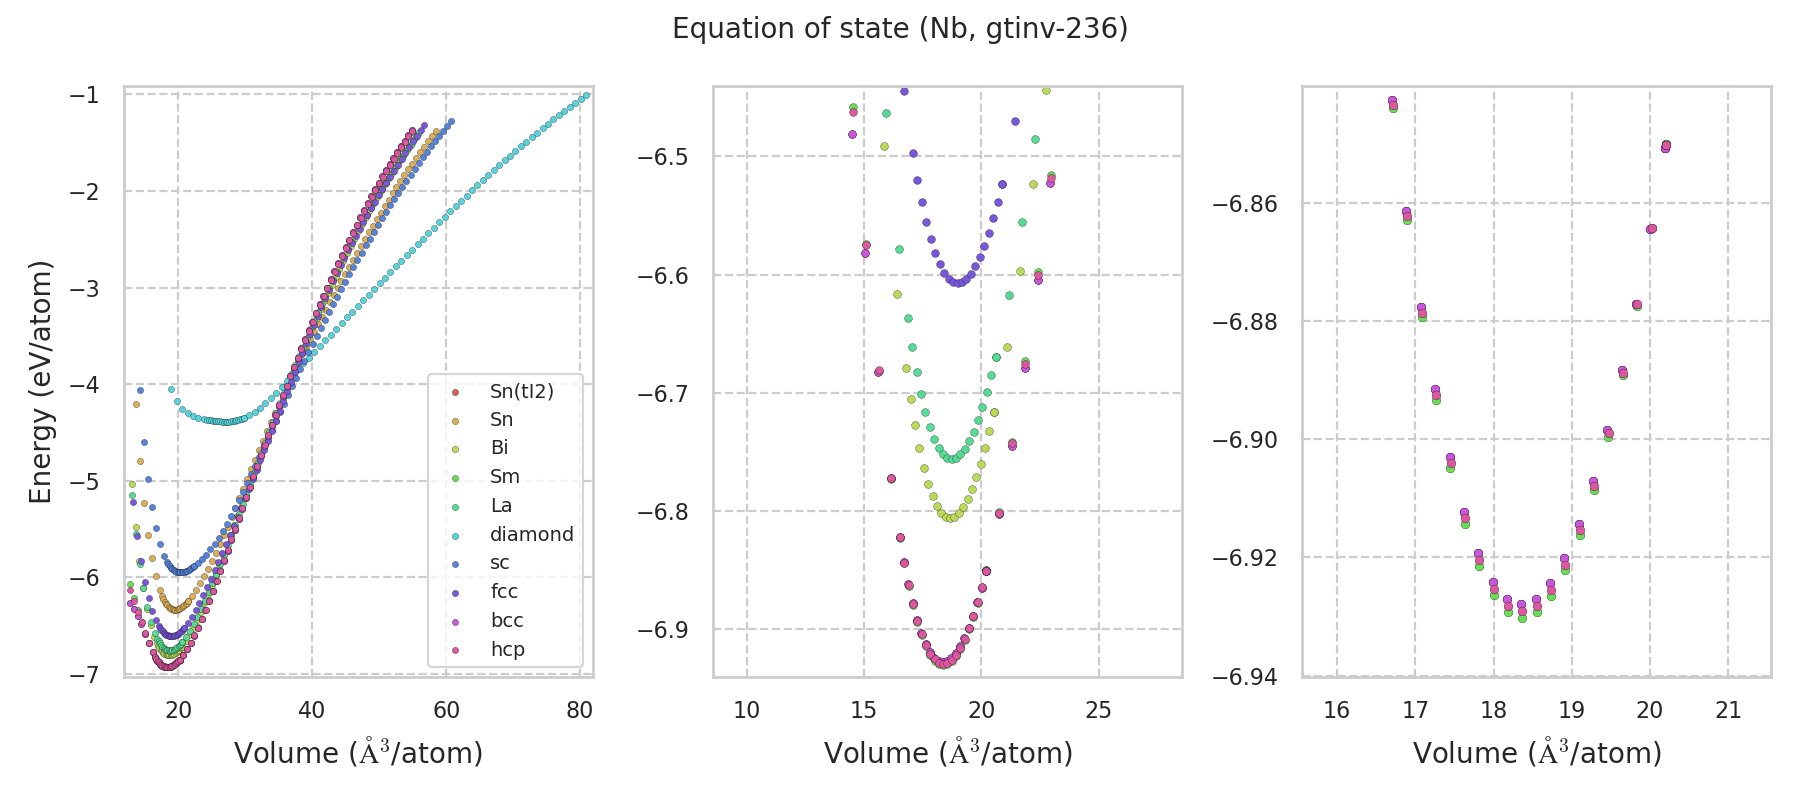 Equation of state (Nb, gtinv-236)
Energy (eV/atom)
−1
−2
−3
−4
−5
−6
−7
20
40
60
80
Volume (Å³/atom)
Sn(tI2)
Sn
Bi
Sm
La
diamond
sc
fcc
bcc
hcp
−6.5
−6.6
−6.7
−6.8
−6.9
10
15
20
25
Volume (Å³/atom)
−6.86
−6.88
−6.90
−6.92
−6.94
16
17
18
19
20
21
Volume (Å³/atom)